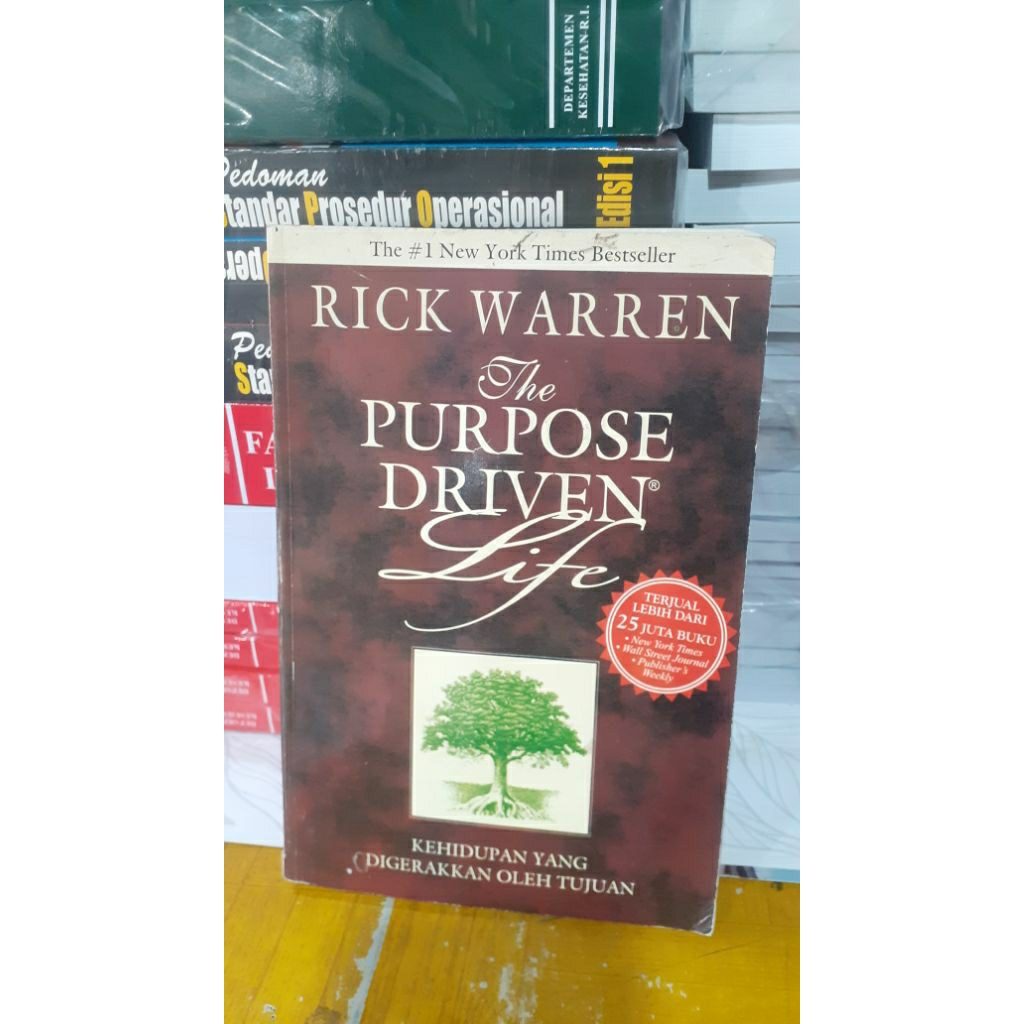 DEPARTEMEN
KESEHATAN R.I.
Pedoman
Standar Prosedur Operasional
Edisi 1
The #1 New York Times Bestseller
RICK WARREN
The
PURPOSE
DRIVEN®
Life
TERJUAL
LEBIH DARI
25 JUTA BUKU
• New York Times
• Wall Street Journal
• Publisher's
Weekly
KEHIDUPAN YANG
DIGERAKKAN OLEH TUJUAN